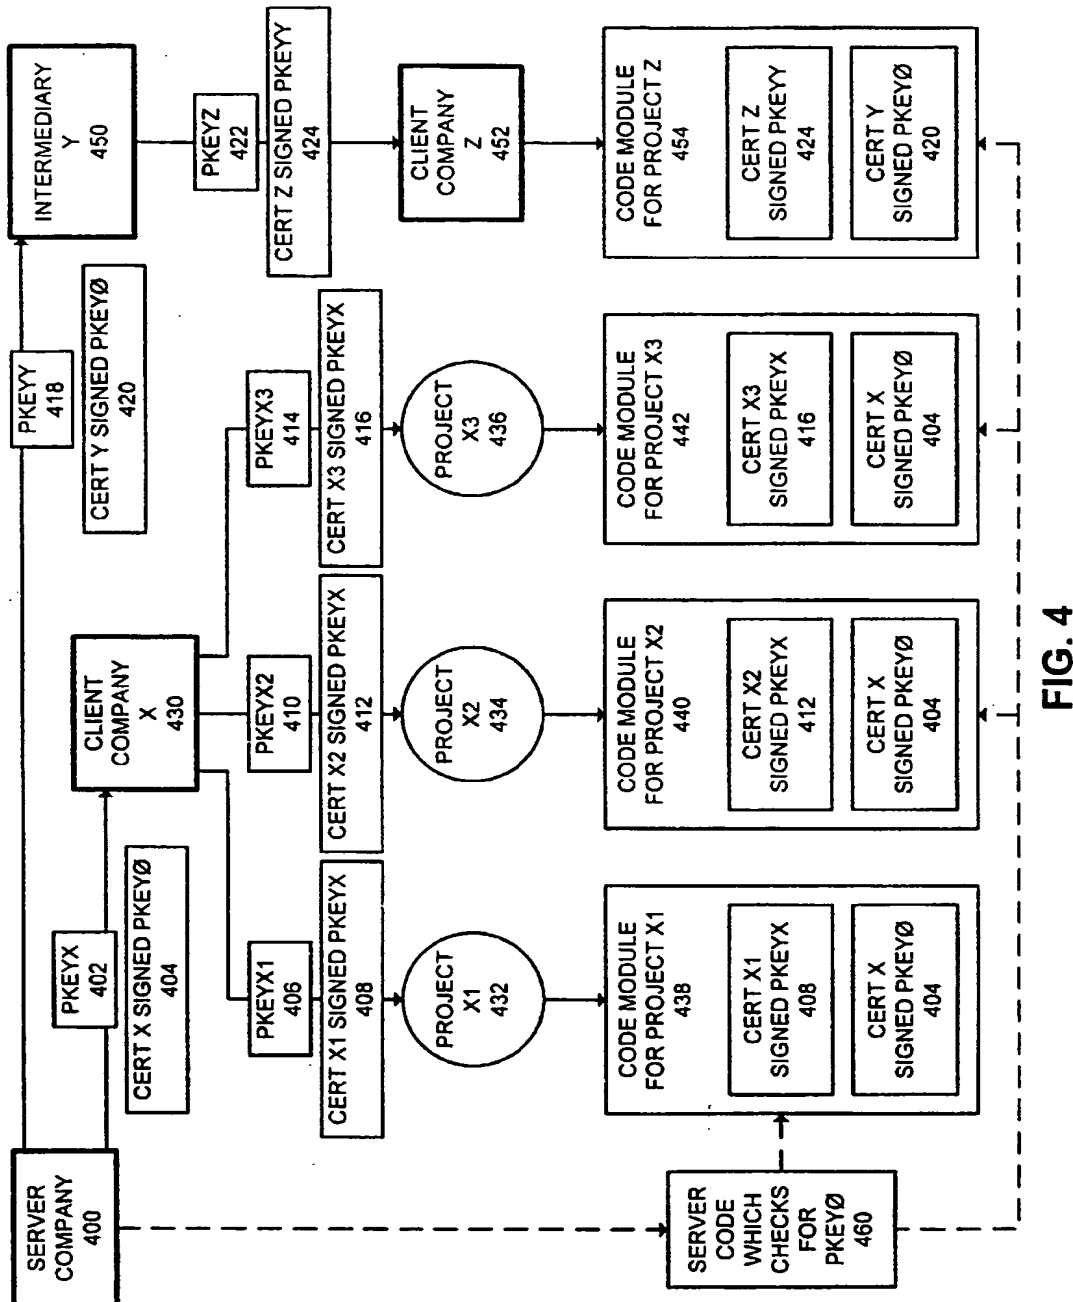 SERVER
COMPANY
400
PKEYX
402
CERT X SIGNED PKEYØ
404
CLIENT
COMPANY
X
430
PKEYY
418
CERT Y SIGNED PKEYØ
420
INTERMEDIARY
Y
450
PKEYX1
406
CERT X1 SIGNED PKEYX
408
PKEYX2
410
CERT X2 SIGNED PKEYX
412
PKEYX3
414
CERT X3 SIGNED PKEYX
416
PKEYZ
422
CERT Z SIGNED PKEYY
424
PROJECT
X1
432
PROJECT
X2
434
PROJECT
X3
436
CLIENT
COMPANY
Z
452
SERVER
CODE
WHICH
CHECKS
FOR
PKEYØ
460
CODE MODULE
FOR PROJECT X1
438
CERT X1
SIGNED PKEYX
408
CERT X
SIGNED PKEYØ
404
CODE MODULE
FOR PROJECT X2
440
CERT X2
SIGNED PKEYX
412
CERT X
SIGNED PKEYØ
404
CODE MODULE
FOR PROJECT X3
442
CERT X3
SIGNED PKEYX
416
CERT X
SIGNED PKEYØ
404
CODE MODULE
FOR PROJECT Z
454
CERT Z
SIGNED PKEYY
424
CERT Y
SIGNED PKEYØ
420
FIG. 4